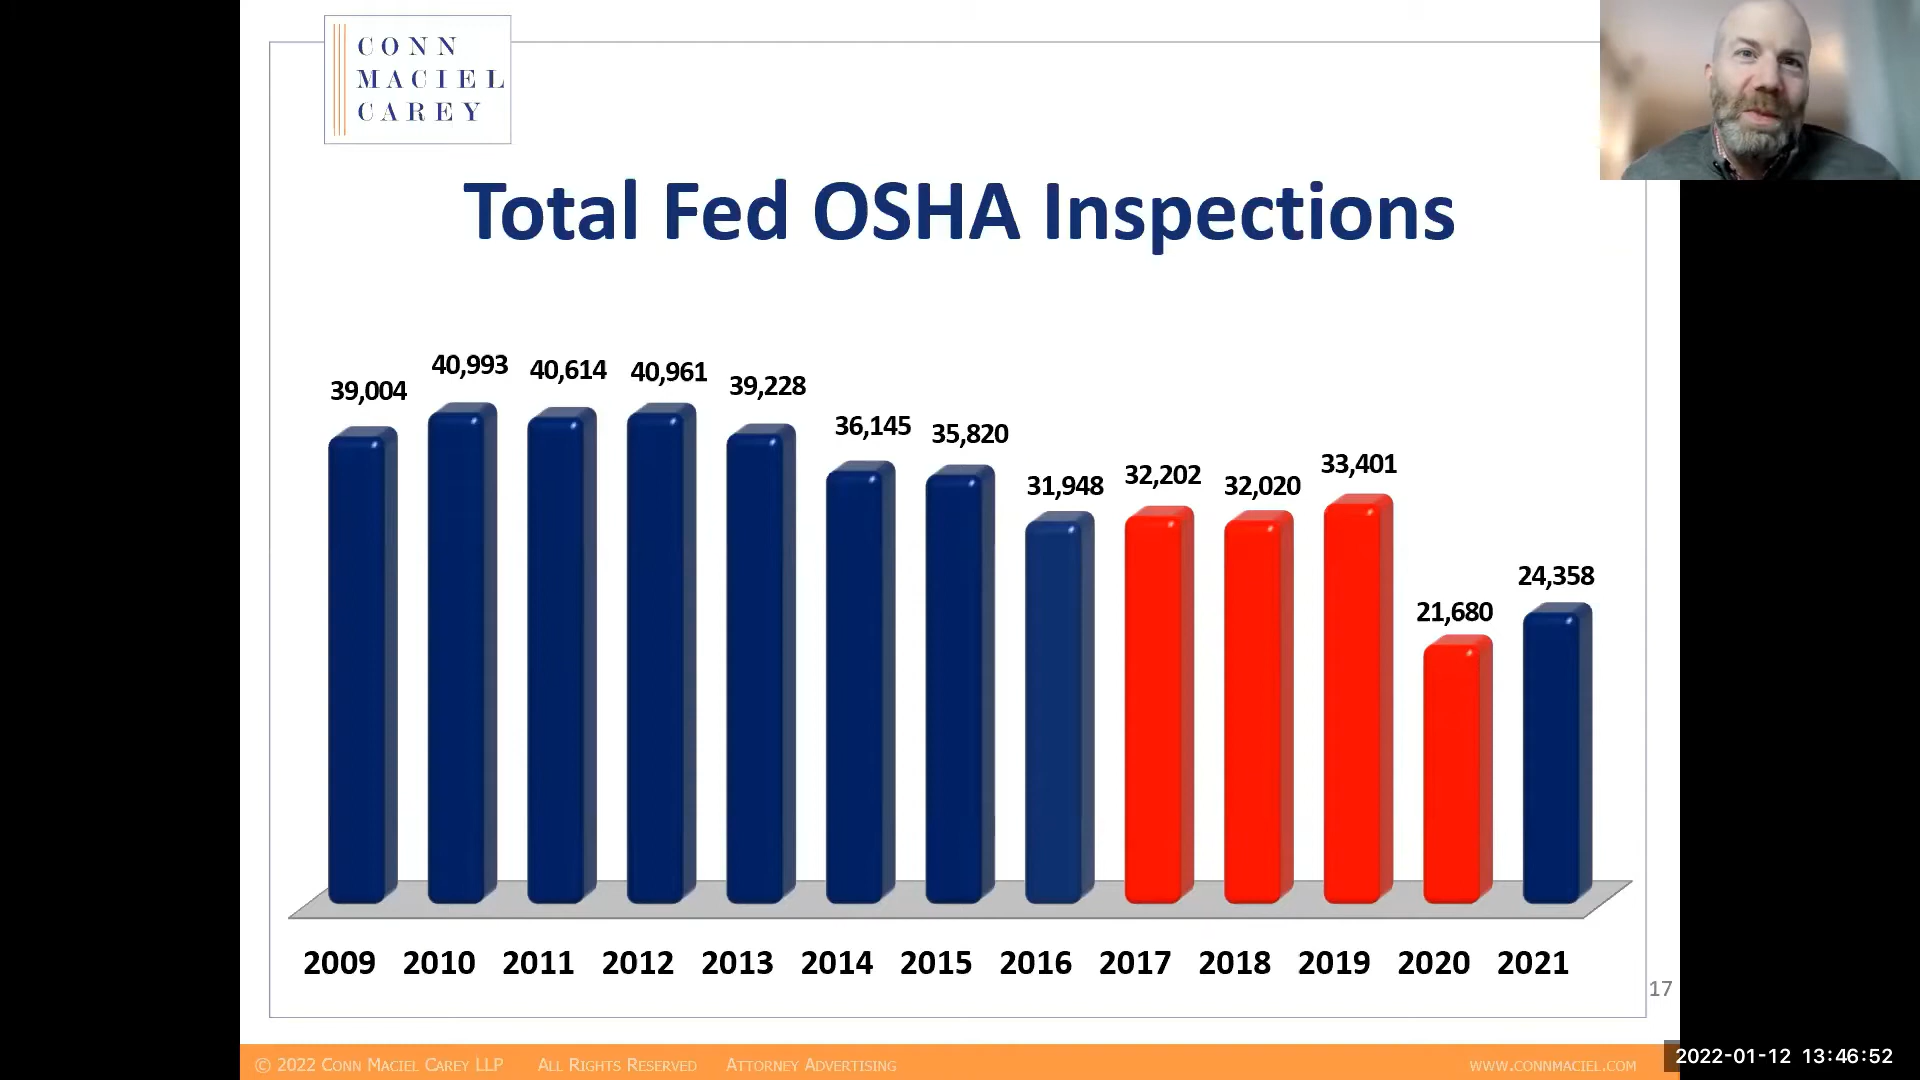 CONN
MACIEL
CAREY
Total Fed OSHA Inspections
39,004 40,993 40,614 40,961 39,228 36,145 35,820 31,948 32,202 32,020 33,401 21,680 24,358
2009 2010 2011 2012 2013 2014 2015 2016 2017 2018 2019 2020 2021
17
© 2022 CONN MACIEL CAREY LLP ALL RIGHTS RESERVED ATTORNEY ADVERTISING WWW.CONNMACIEL.COM
2022-01-12 13:46:52